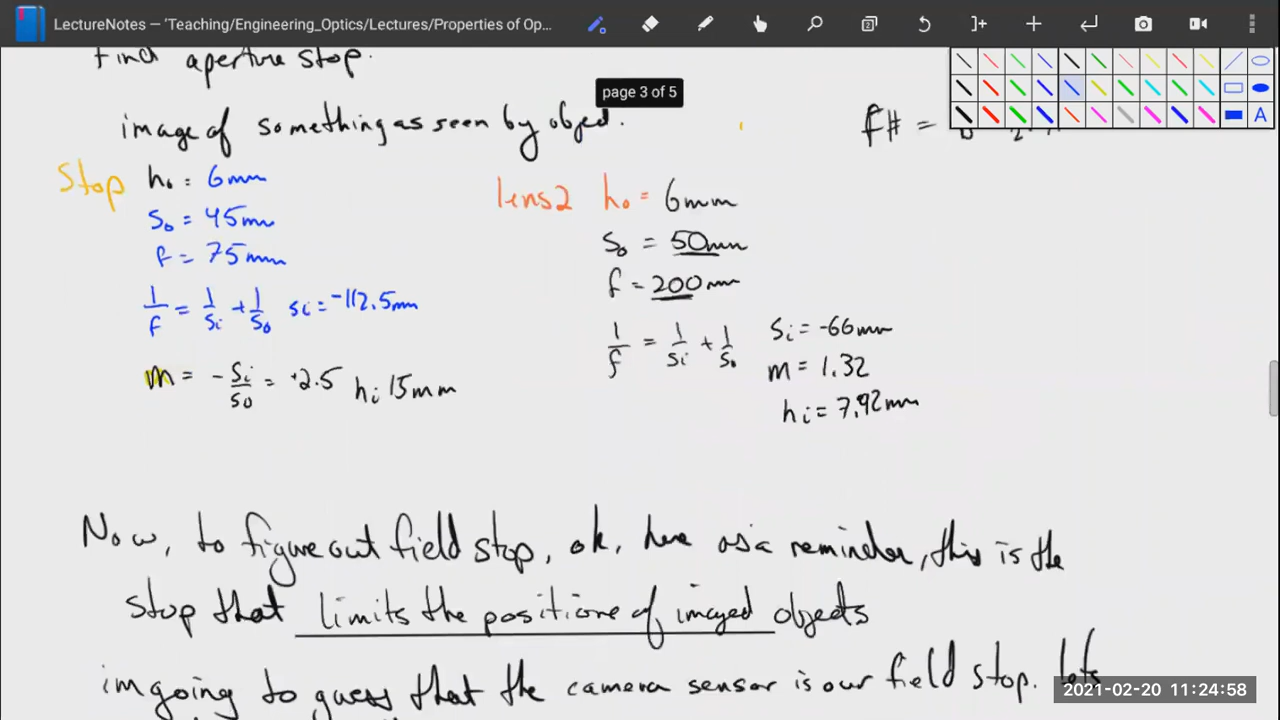 LectureNotes — 'Teaching/Engineering_Optics/Lectures/Properties of Op...
find aperture stop.
page 3 of 5
image of something as seen by object.
f# =
Stop h₀ = 6mm
s₀ = 45mm
f = 75mm
1/f = 1/si + 1/s₀ si = -112.5mm
m = -si/s₀ = +2.5 hi 15mm
lens2 h₀ = 6mm
s₀ = 50mm
f = 200mm
1/f = 1/si + 1/s₀
si = -66mm
m = 1.32
hi = 7.92mm
Now, to figure out field stop, ok, here as a reminder, this is the
stop that limits the positions of imaged objects
im going to guess that the camera sensor is our field stop. lets
A
2021-02-20 11:24:58